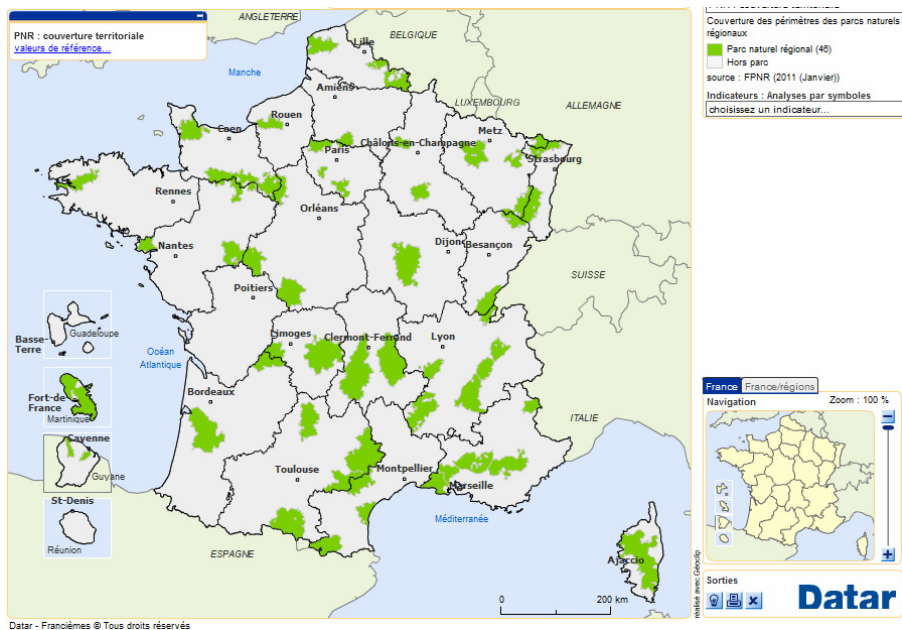 PNR : couverture territoriale
valeurs de référence...
ANGLETERRE
BELGIQUE
Lille
Manche
Amiens
LUXEMBOURG
ALLEMAGNE
Rouen
Caen
Metz
Châlons-en-Champagne
Paris
Strasbourg
Rennes
Orléans
Nantes
Dijon
Besançon
SUISSE
Poitiers
Limoges
Clermont-Ferrand
Lyon
Basse-
Terre
Guadeloupe
Océan
Atlantique
Bordeaux
Fort-de-
France
Martinique
ITALIE
Cayenne
Guyane
Toulouse
Montpellier
Marseille
St-Denis
Réunion
Méditerranée
ESPAGNE
Ajaccio
0 200 km
réalisé avec Géoclip
Datar - Francièmes © Tous droits réservés
Couverture des périmètres des parcs naturels
régionaux
Parc naturel régional (46)
Hors parc
source : FPNR (2011 (Janvier))
Indicateurs : Analyses par symboles
choisissez un indicateur...
France France/régions
Navigation Zoom : 100 %
Sorties
Datar